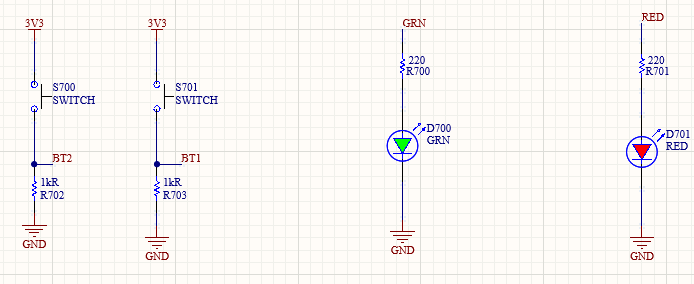 3V3
S700
SWITCH
BT2
1kR
R702
GND
3V3
S701
SWITCH
BT1
1kR
R703
GND
GRN
220
R700
D700
GRN
GND
RED
220
R701
D701
RED
GND